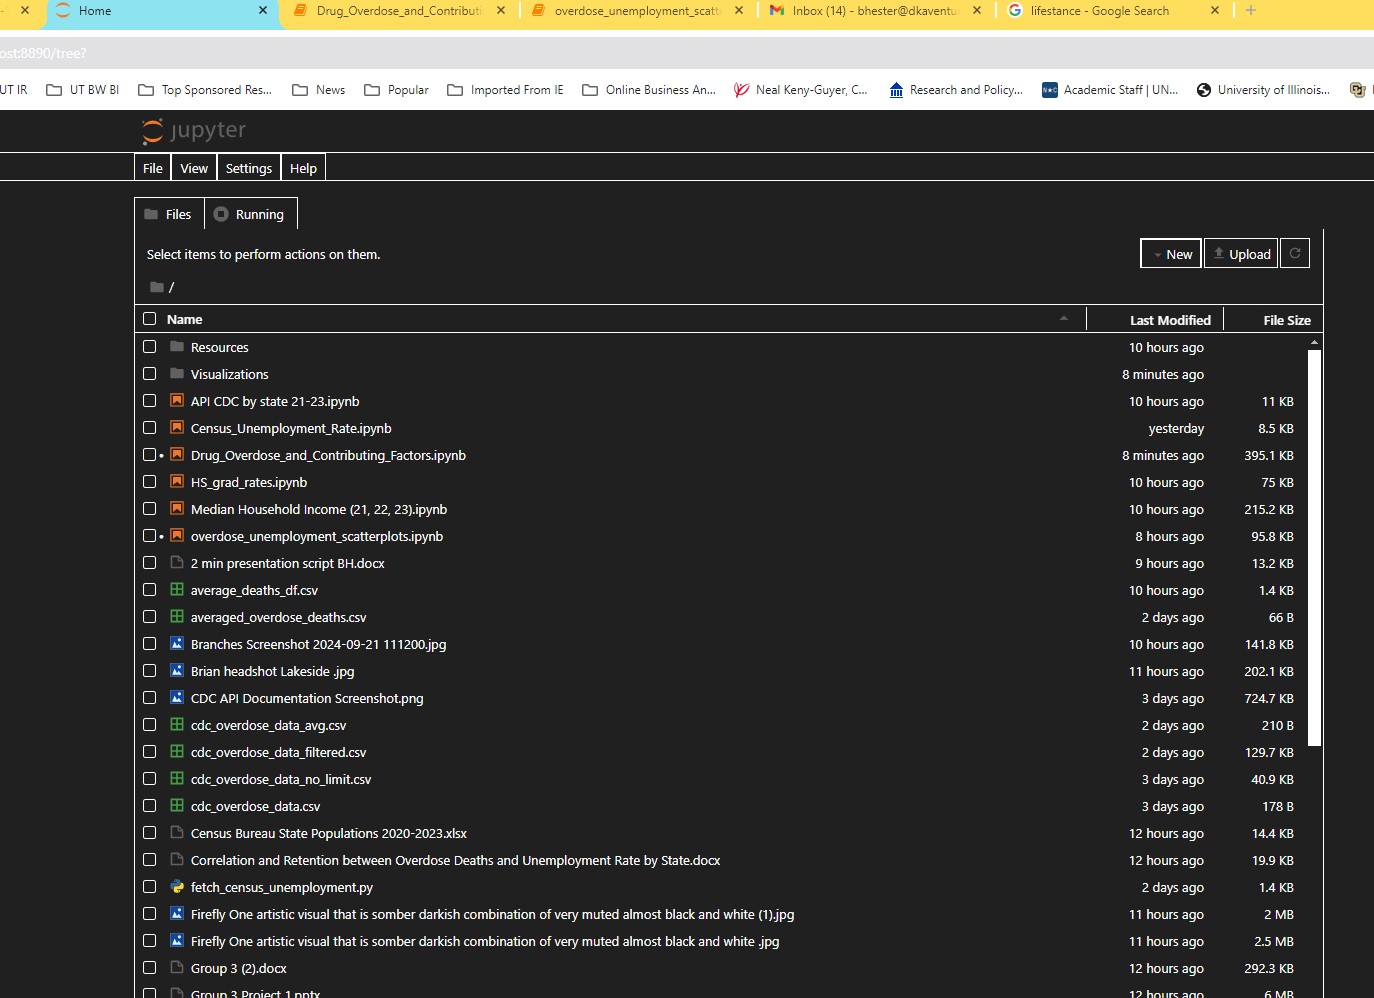 Home
Drug_Overdose_and_Contributi
overdose_unemployment_scatt
Inbox (14) - bhester@dkaventu
lifestance - Google Search
ost:8890/tree?
UT IR
UT BW BI
Top Sponsored Res...
News
Popular
Imported From IE
Online Business An...
Neal Keny-Guyer, C...
Research and Policy...
Academic Staff | UN...
University of Illinois...
jupyter
File View Settings Help
Files Running
Select items to perform actions on them.
New Upload
/
Name Last Modified File Size
Resources 10 hours ago
Visualizations 8 minutes ago
API CDC by state 21-23.ipynb 10 hours ago 11 KB
Census_Unemployment_Rate.ipynb yesterday 8.5 KB
Drug_Overdose_and_Contributing_Factors.ipynb 8 minutes ago 395.1 KB
HS_grad_rates.ipynb 10 hours ago 75 KB
Median Household Income (21, 22, 23).ipynb 10 hours ago 215.2 KB
overdose_unemployment_scatterplots.ipynb 8 hours ago 95.8 KB
2 min presentation script BH.docx 9 hours ago 13.2 KB
average_deaths_df.csv 10 hours ago 1.4 KB
averaged_overdose_deaths.csv 2 days ago 66 B
Branches Screenshot 2024-09-21 111200.jpg 10 hours ago 141.8 KB
Brian headshot Lakeside .jpg 11 hours ago 202.1 KB
CDC API Documentation Screenshot.png 3 days ago 724.7 KB
cdc_overdose_data_avg.csv 2 days ago 210 B
cdc_overdose_data_filtered.csv 2 days ago 129.7 KB
cdc_overdose_data_no_limit.csv 3 days ago 40.9 KB
cdc_overdose_data.csv 3 days ago 178 B
Census Bureau State Populations 2020-2023.xlsx 12 hours ago 14.4 KB
Correlation and Retention between Overdose Deaths and Unemployment Rate by State.docx 12 hours ago 19.9 KB
fetch_census_unemployment.py 2 days ago 1.4 KB
Firefly One artistic visual that is somber darkish combination of very muted almost black and white (1).jpg 11 hours ago 2 MB
Firefly One artistic visual that is somber darkish combination of very muted almost black and white .jpg 11 hours ago 2.5 MB
Group 3 (2).docx 12 hours ago 292.3 KB
Group 3 Project 1.pptx 12 hours ago 6 MB